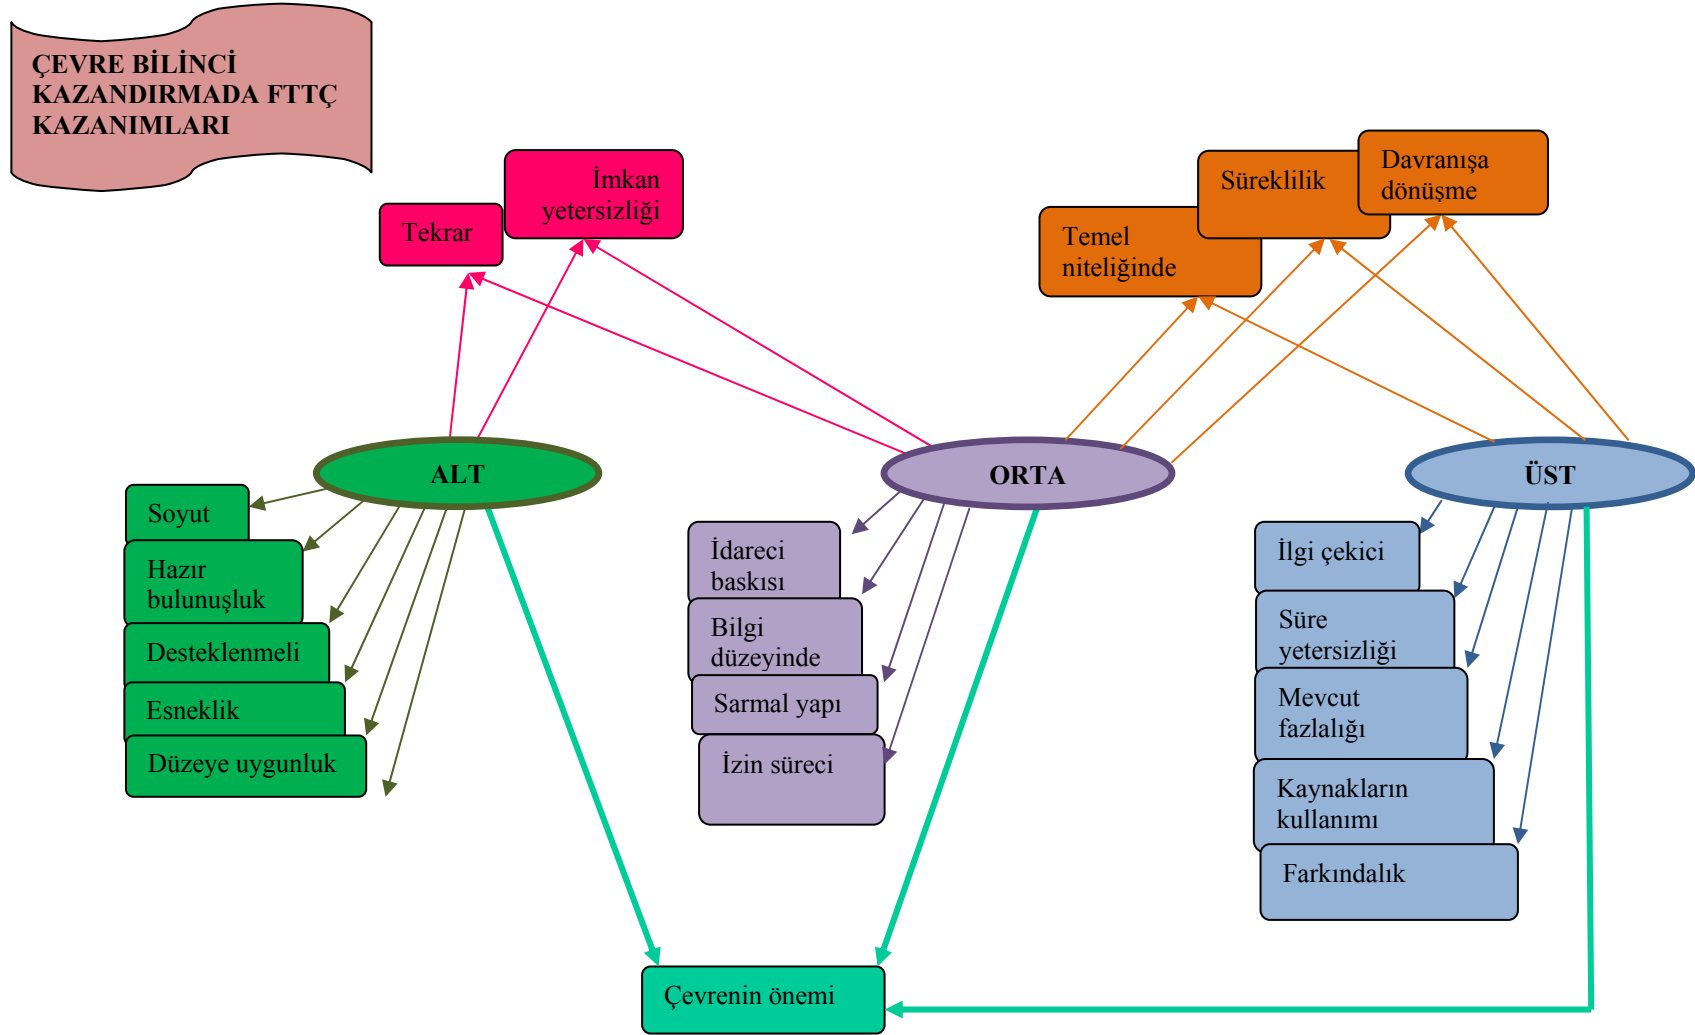 ÇEVRE BİLİNCİ
KAZANDIRMADA FTTÇ
KAZANIMLARI
Tekrar
İmkan
yetersizliği
Temel
niteliğinde
Süreklilik
Davranışa
dönüşme
ALT
ORTA
ÜST
Soyut
Hazır
bulunuşluk
Desteklenmeli
Esneklik
Düzeye uygunluk
İdareci
baskısı
Bilgi
düzeyinde
Sarmal yapı
İzin süreci
İlgi çekici
Süre
yetersizliği
Mevcut
fazlalığı
Kaynakların
kullanımı
Farkındalık
Çevrenin önemi